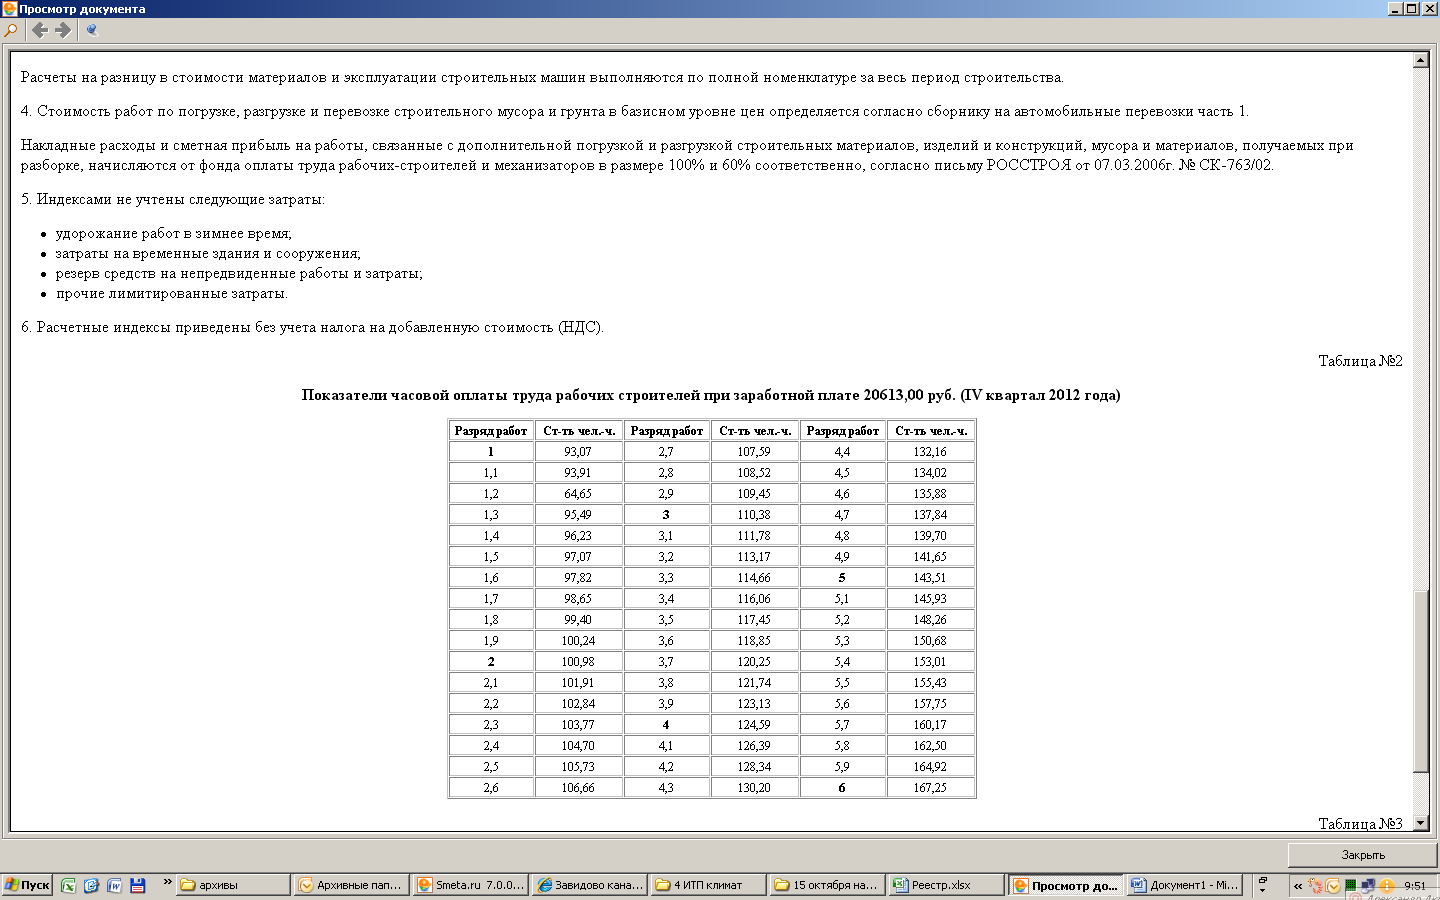 Просмотр документа
Расчеты на разницу в стоимости материалов и эксплуатации строительных машин выполняются по полной номенклатуре за весь период строительства.
4. Стоимость работ по погрузке, разгрузке и перевозке строительного мусора и грунта в базисном уровне цен определяется согласно сборнику на автомобильные перевозки часть 1.
Накладные расходы и сметная прибыль на работы, связанные с дополнительной погрузкой и разгрузкой строительных материалов, изделий и конструкций, мусора и материалов, получаемых при
разборке, начисляются от фонда оплаты труда рабочих-строителей и механизаторов в размере 100% и 60% соответственно, согласно письму РОССТРОЯ от 07.03.2006г. № СК-763/02.
5. Индексами не учтены следующие затраты:
• удорожание работ в зимнее время;
• затраты на временные здания и сооружения;
• резерв средств на непредвиденные работы и затраты;
• прочие лимитированные затраты.
6. Расчетные индексы приведены без учета налога на добавленную стоимость (НДС).
Таблица №2
Показатели часовой оплаты труда рабочих строителей при заработной плате 20613,00 руб. (IV квартал 2012 года)
Разряд работ Ст-ть чел.-ч. Разряд работ Ст-ть чел.-ч. Разряд работ Ст-ть чел.-ч.
1 93,07 2,7 107,59 4,4 132,16
1,1 93,91 2,8 108,52 4,5 134,02
1,2 64,65 2,9 109,45 4,6 135,88
1,3 95,49 3 110,38 4,7 137,84
1,4 96,23 3,1 111,78 4,8 139,70
1,5 97,07 3,2 113,17 4,9 141,65
1,6 97,82 3,3 114,66 5 143,51
1,7 98,65 3,4 116,06 5,1 145,93
1,8 99,40 3,5 117,45 5,2 148,26
1,9 100,24 3,6 118,85 5,3 150,68
2 100,98 3,7 120,25 5,4 153,01
2,1 101,91 3,8 121,74 5,5 155,43
2,2 102,84 3,9 123,13 5,6 157,75
2,3 103,77 4 124,59 5,7 160,17
2,4 104,70 4,1 126,39 5,8 162,50
2,5 105,73 4,2 128,34 5,9 164,92
2,6 106,66 4,3 130,20 6 167,25
Таблица №3
Закрыть
Пуск » архивы Архивные пап... Smeta.ru 7.0.0... Завидово кана... 4 ИТП климат 15 октября на... Реестр.xlsx Просмотр до... Документ1 - Mi... « 9:51